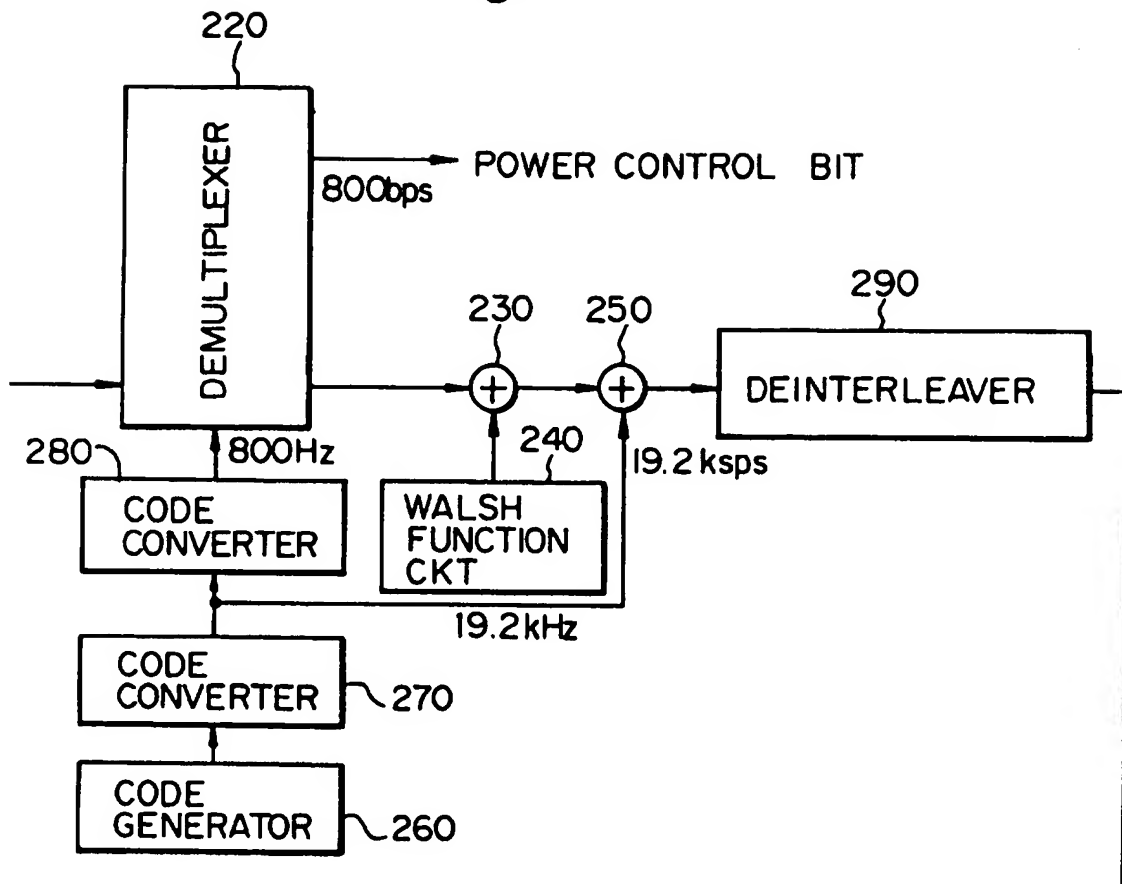 220
DEMULTIPLEXER
POWER CONTROL BIT
800bps
230
250
290
DEINTERLEAVER
280
800Hz
240
19.2 ksps
CODE
CONVERTER
WALSH
FUNCTION
CKT
19.2kHz
CODE
CONVERTER
270
CODE
GENERATOR
260